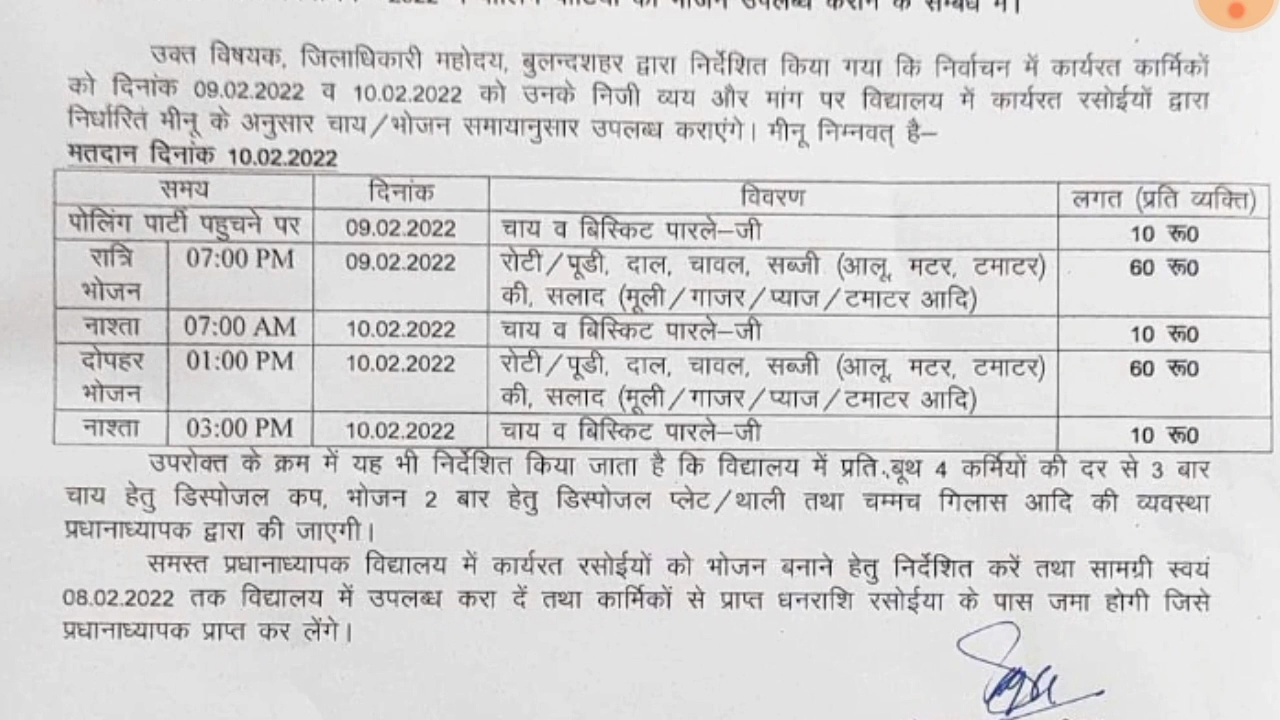 2022 में पोलिंग पार्टियों को भोजन उपलब्ध कराने के सम्बंध में।
उक्त विषयक, जिलाधिकारी महोदय, बुलन्दशहर द्वारा निर्देशित किया गया कि निर्वाचन में कार्यरत कार्मिकों
को दिनांक 09.02.2022 व 10.02.2022 को उनके निजी व्यय और मांग पर विद्यालय में कार्यरत रसोईयों द्वारा
निर्धारित मीनू के अनुसार चाय/भोजन समायानुसार उपलब्ध कराएंगे। मीनू निम्नवत् है–
मतदान दिनांक 10.02.2022
समय दिनांक विवरण लगत (प्रति व्यक्ति)
पोलिंग पार्टी पहुचने पर 09.02.2022 चाय व बिस्किट पारले–जी 10 रू0
रात्रि 07:00 PM 09.02.2022 रोटी/पूडी, दाल, चावल, सब्जी (आलू, मटर, टमाटर) 60 रू0
भोजन की, सलाद (मूली/गाजर/प्याज/टमाटर आदि)
नाश्ता 07:00 AM 10.02.2022 चाय व बिस्किट पारले–जी 10 रू0
दोपहर 01:00 PM 10.02.2022 रोटी/पूडी, दाल, चावल, सब्जी (आलू, मटर, टमाटर) 60 रू0
भोजन की, सलाद (मूली/गाजर/प्याज/टमाटर आदि)
नाश्ता 03:00 PM 10.02.2022 चाय व बिस्किट पारले–जी 10 रू0
उपरोक्त के क्रम में यह भी निर्देशित किया जाता है कि विद्यालय में प्रति बूथ 4 कर्मियों की दर से 3 बार
चाय हेतु डिस्पोजल कप, भोजन 2 बार हेतु डिस्पोजल प्लेट/थाली तथा चम्मच गिलास आदि की व्यवस्था
प्रधानाध्यापक द्वारा की जाएगी।
समस्त प्रधानाध्यापक विद्यालय में कार्यरत रसोईयों को भोजन बनाने हेतु निर्देशित करें तथा सामग्री स्वयं
08.02.2022 तक विद्यालय में उपलब्ध करा दें तथा कार्मिकों से प्राप्त धनराशि रसोईया के पास जमा होगी जिसे
प्रधानाध्यापक प्राप्त कर लेंगे।